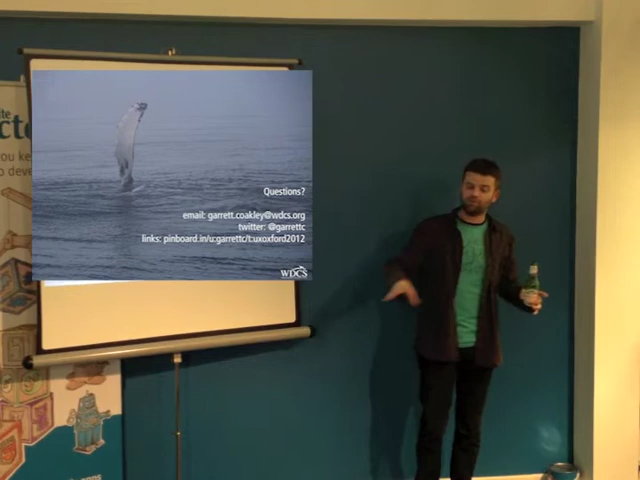 Questions?
email: garrett.coakley@wdcs.org
twitter: @garrettc
links: pinboard.in/u:garrettc/t:uxoxford2012
WDCS